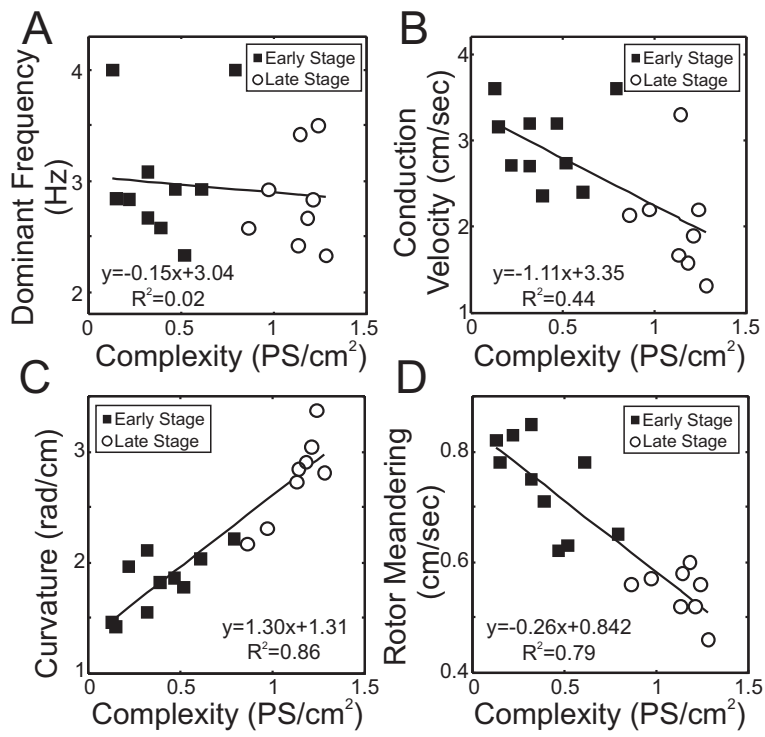 A
Dominant Frequency
(Hz)
4
3
2
■ Early Stage
○ Late Stage
y=-0.15x+3.04
R²=0.02
0 0.5 1 1.5
Complexity (PS/cm²)
B
Conduction
Velocity (cm/sec)
4
3
2
1
■ Early Stage
○ Late Stage
y=-1.11x+3.35
R²=0.44
0 0.5 1 1.5
Complexity (PS/cm²)
C
Curvature (rad/cm)
3
2
1
■ Early Stage
○ Late Stage
y=1.30x+1.31
R²=0.86
0 0.5 1 1.5
Complexity (PS/cm²)
D
Rotor Meandering
(cm/sec)
0.8
0.6
0.4
■ Early Stage
○ Late Stage
y=-0.26x+0.842
R²=0.79
0 0.5 1 1.5
Complexity (PS/cm²)